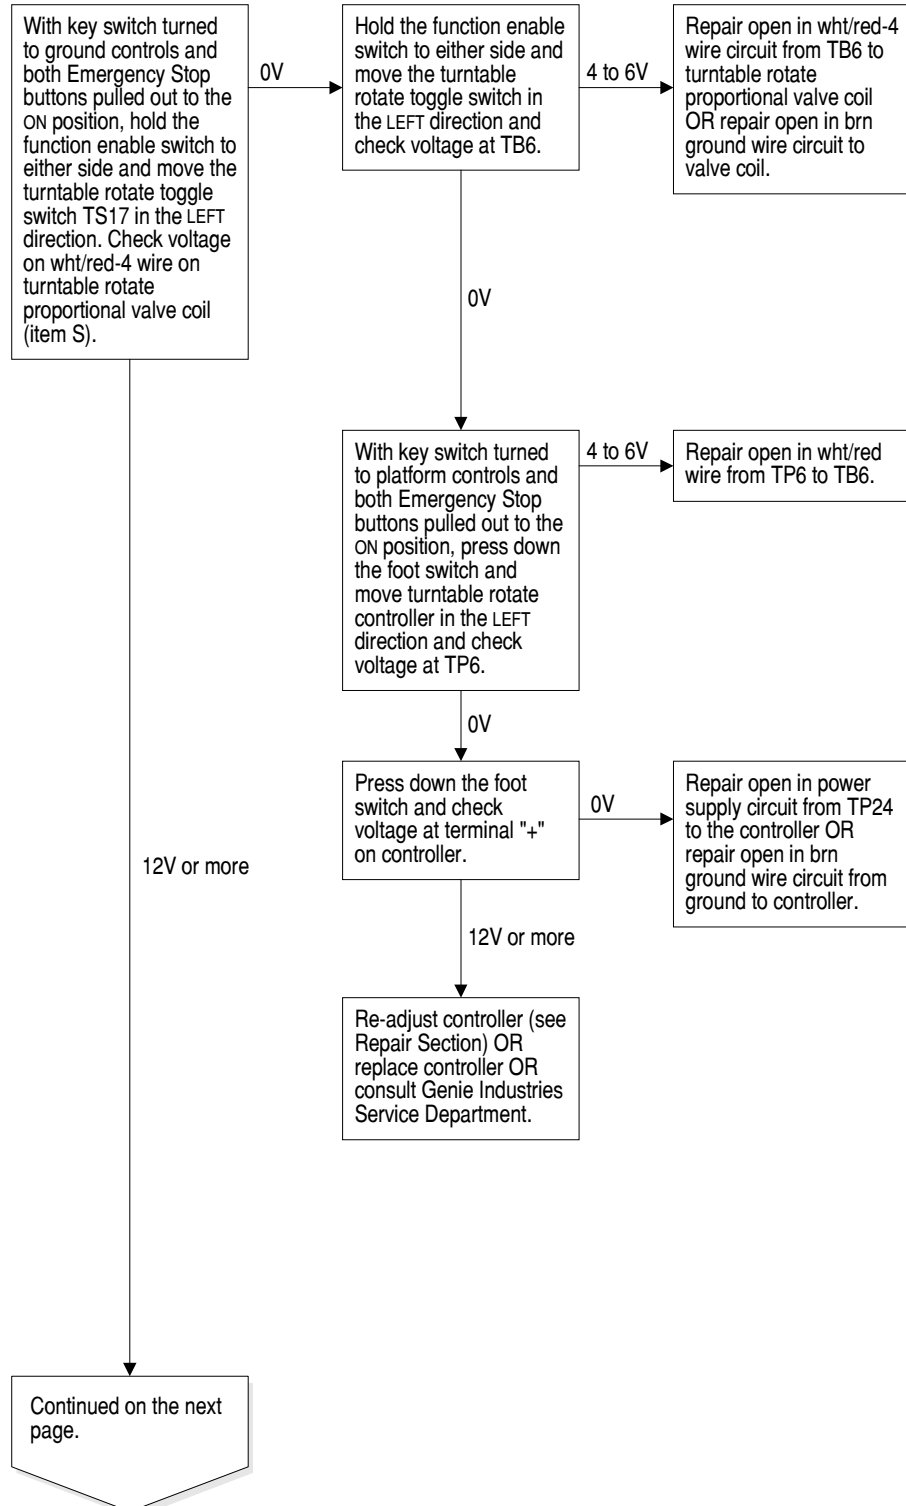 With key switch turned
to ground controls and
both Emergency Stop
buttons pulled out to the
ON position, hold the
function enable switch to
either side and move the
turntable rotate toggle
switch TS17 in the LEFT
direction. Check voltage
on wht/red-4 wire on
turntable rotate
proportional valve coil
(item S).
0V
Hold the function enable
switch to either side and
move the turntable
rotate toggle switch in
the LEFT direction and
check voltage at TB6.
4 to 6V
Repair open in wht/red-4
wire circuit from TB6 to
turntable rotate
proportional valve coil
OR repair open in brn
ground wire circuit to
valve coil.
0V
With key switch turned
to platform controls and
both Emergency Stop
buttons pulled out to the
ON position, press down
the foot switch and
move turntable rotate
controller in the LEFT
direction and check
voltage at TP6.
4 to 6V
Repair open in wht/red
wire from TP6 to TB6.
0V
Press down the foot
switch and check
voltage at terminal "+"
on controller.
0V
Repair open in power
supply circuit from TP24
to the controller OR
repair open in brn
ground wire circuit from
ground to controller.
12V or more
12V or more
Re-adjust controller (see
Repair Section) OR
replace controller OR
consult Genie Industries
Service Department.
Continued on the next
page.